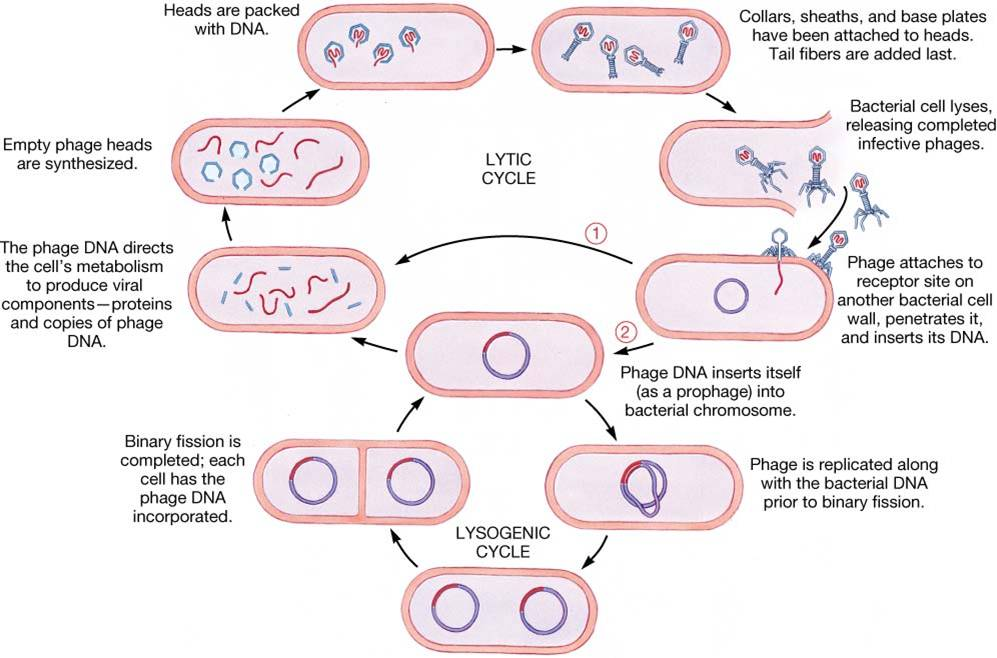 Heads are packed
with DNA.
Collars, sheaths, and base plates
have been attached to heads.
Tail fibers are added last.
Bacterial cell lyses,
releasing completed
infective phages.
Empty phage heads
are synthesized.
LYTIC
CYCLE
1
The phage DNA directs
the cell's metabolism
to produce viral
components—proteins
and copies of phage
DNA.
Phage attaches to
receptor site on
another bacterial cell
wall, penetrates it,
and inserts its DNA.
2
Phage DNA inserts itself
(as a prophage) into
bacterial chromosome.
Binary fission is
completed; each
cell has the
phage DNA
incorporated.
Phage is replicated along
with the bacterial DNA
prior to binary fission.
LYSOGENIC
CYCLE